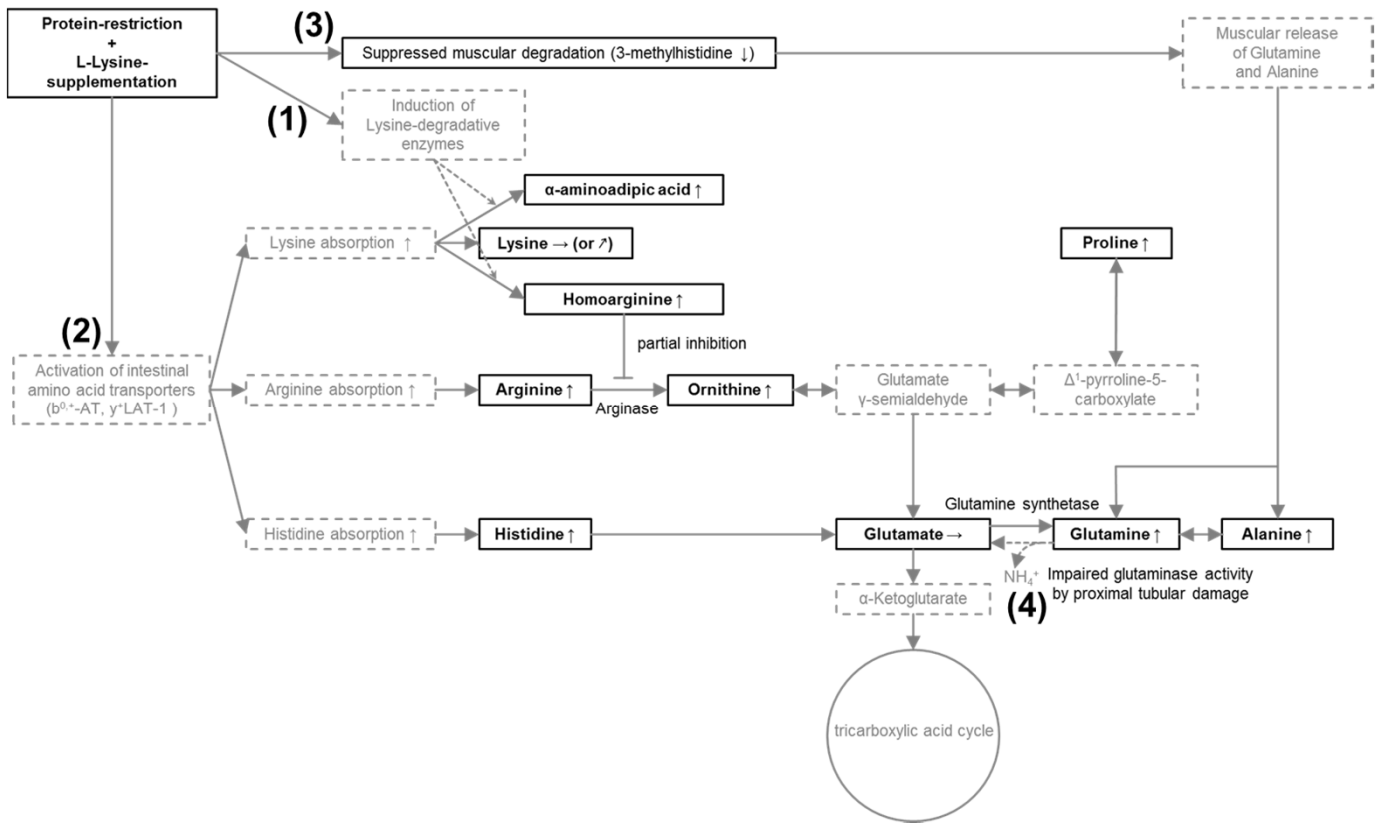 Protein-restriction
+
L-Lysine-
supplementation
(3)
Suppressed muscular degradation (3-methylhistidine ↓)
Muscular release
of Glutamine
and Alanine
(1)
Induction of
Lysine-degradative
enzymes
α-aminoadipic acid ↑
Lysine absorption ↑
Lysine → (or ↗)
Proline ↑
Homoarginine ↑
(2)
partial inhibition
Activation of intestinal
amino acid transporters
(b⁰,⁺-AT, y⁺LAT-1 )
Arginine absorption ↑
Arginine ↑
Arginase
Ornithine ↑
Glutamate
γ-semialdehyde
Δ¹-pyrroline-5-
carboxylate
Glutamine synthetase
Histidine absorption ↑
Histidine ↑
Glutamate →
Glutamine ↑
Alanine ↑
NH₄⁺
Impaired glutaminase activity
by proximal tubular damage
(4)
α-Ketoglutarate
tricarboxylic acid cycle